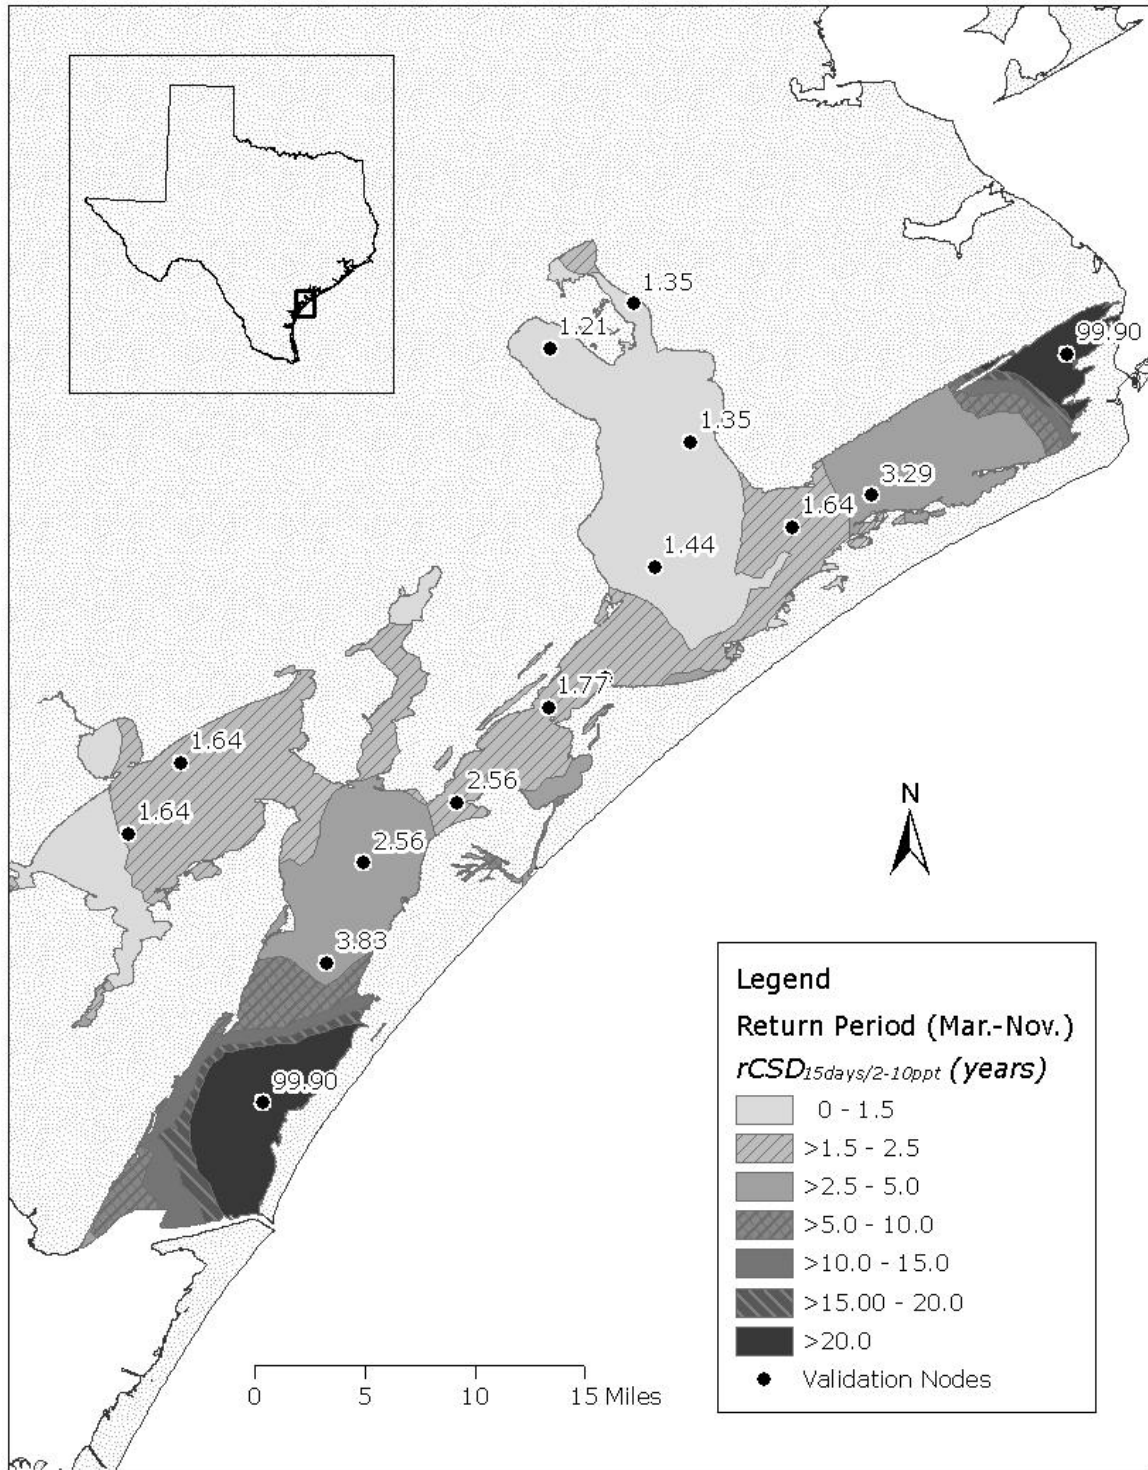 1.35
1.21
99.90
1.35
3.29
1.64
1.44
1.77
1.64
2.56
1.64
2.56
N
3.83
99.90
Legend
Return Period (Mar.-Nov.)
rCSD15days/2-10ppt (years)
0 - 1.5
>1.5 - 2.5
>2.5 - 5.0
>5.0 - 10.0
>10.0 - 15.0
>15.00 - 20.0
>20.0
Validation Nodes
0 5 10 15 Miles